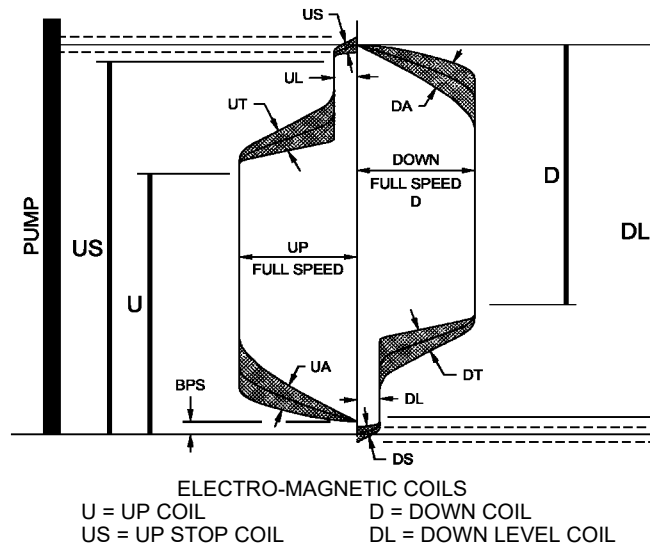 US
UL
UT
DA
PUMP
US
U
DOWN
FULL SPEED
D
D
DL
UP
FULL SPEED
BPS
UA
DT
DL
DS
ELECTRO-MAGNETIC COILS
U = UP COIL D = DOWN COIL
US = UP STOP COIL DL = DOWN LEVEL COIL